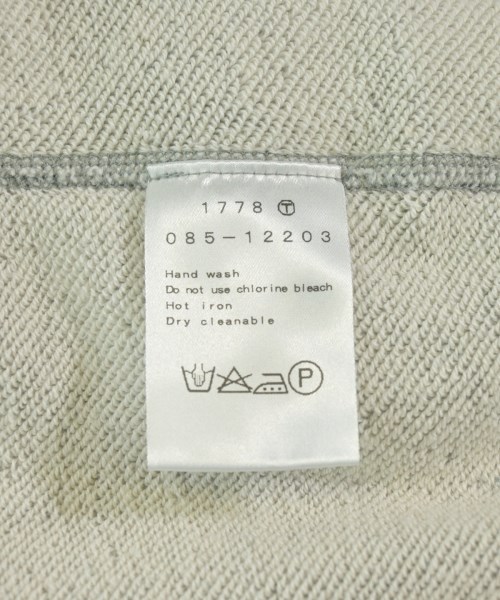 1778 Ⓣ
085-12203
Hand wash
Do not use chlorine bleach
Hot iron
Dry cleanable
P